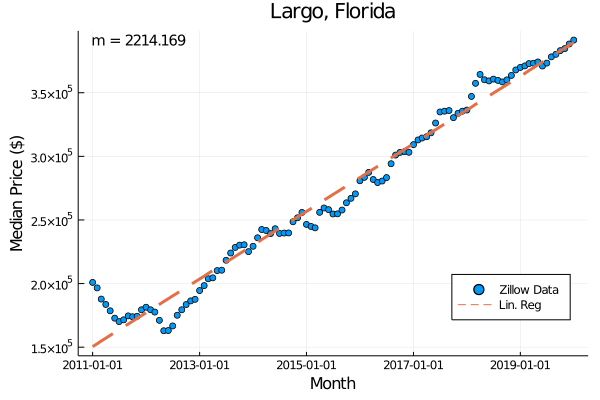 Largo, Florida
m = 2214.169
Median Price ($)
3.5×10⁵
3.0×10⁵
2.5×10⁵
2.0×10⁵
1.5×10⁵
Zillow Data
Lin. Reg
2011-01-01 2013-01-01 2015-01-01 2017-01-01 2019-01-01
Month